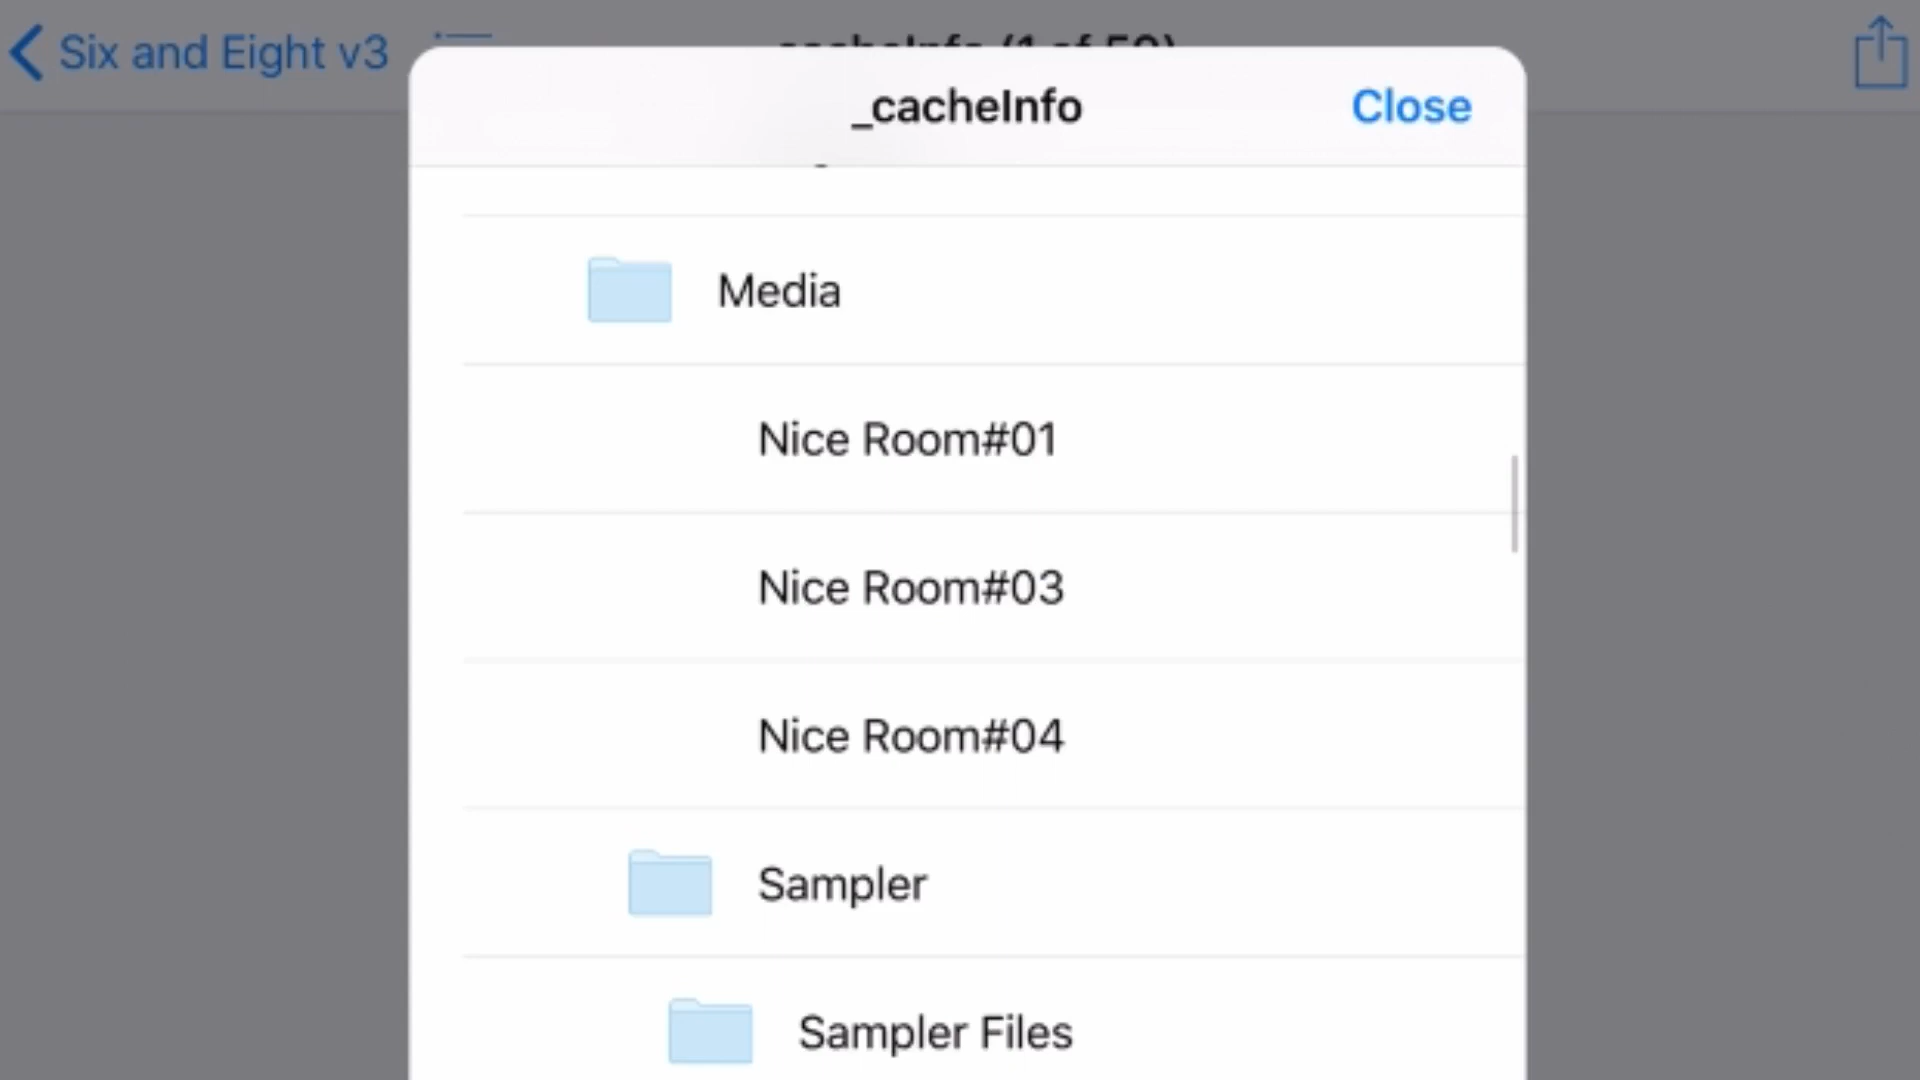 Six and Eight v3
_cacheInfo
Close
Media
Nice Room#01
Nice Room#03
Nice Room#04
Sampler
Sampler Files